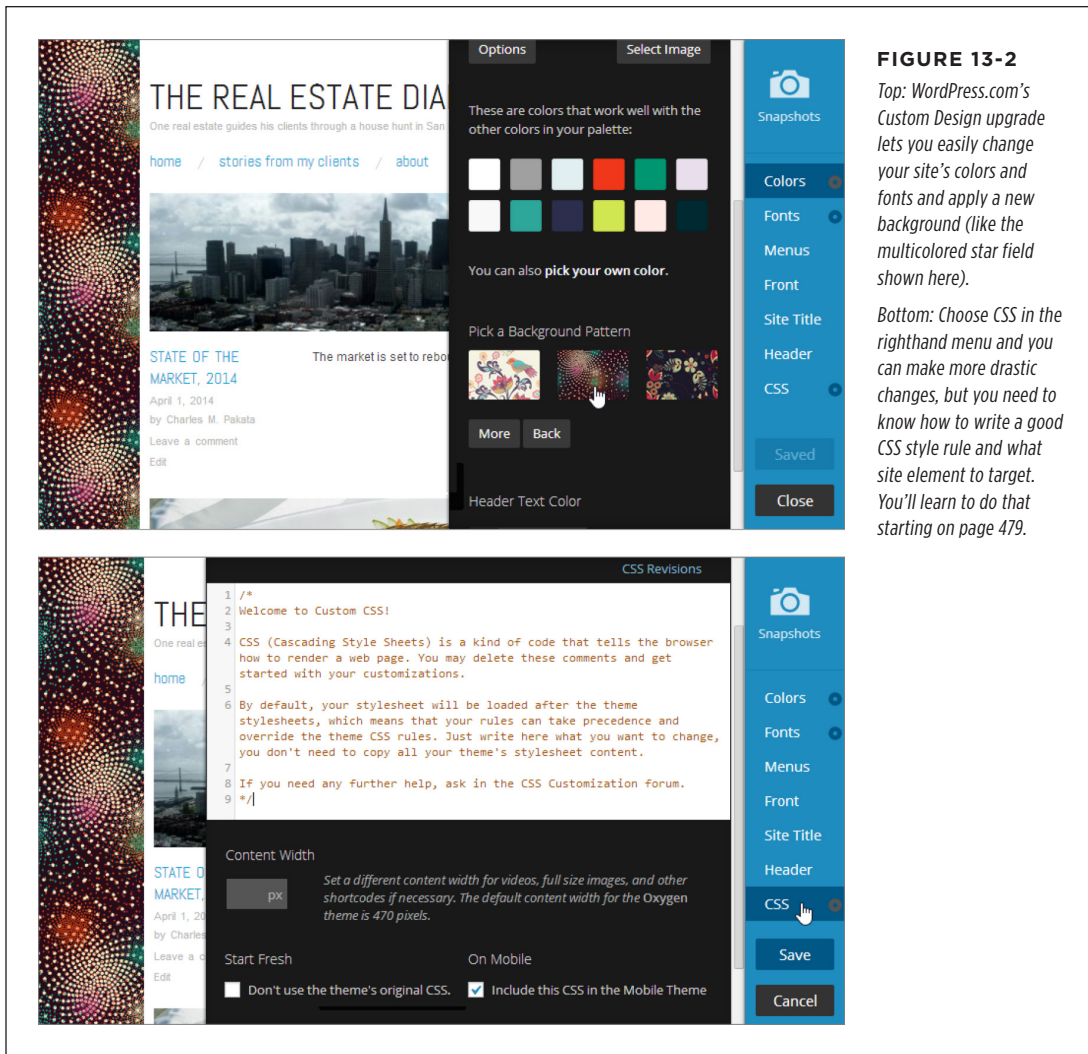 Options
Select Image
THE REAL ESTATE DIA
One real estate guides his clients through a house hunt in San
home / stories from my clients / about
STATE OF THE
MARKET, 2014
April 1, 2014
by Charles M. Pakata
Leave a comment
Edit
The market is set to rebou
These are colors that work well with the
other colors in your palette:
You can also pick your own color.
Pick a Background Pattern
More
Back
Header Text Color
Snapshots
Colors
Fonts
Menus
Front
Site Title
Header
CSS
Saved
Close
FIGURE 13-2
Top: WordPress.com’s
Custom Design upgrade
lets you easily change
your site’s colors and
fonts and apply a new
background (like the
multicolored star field
shown here).
Bottom: Choose CSS in the
righthand menu and you
can make more drastic
changes, but you need to
know how to write a good
CSS style rule and what
site element to target.
You’ll learn to do that
starting on page 479.
THE
One real es
home /
STATE O
MARKET,
April 1, 20
by Charles
Leave a c
Edit
CSS Revisions
1 /*
2 Welcome to Custom CSS!
3
4 CSS (Cascading Style Sheets) is a kind of code that tells the browser
how to render a web page. You may delete these comments and get
started with your customizations.
5
6 By default, your stylesheet will be loaded after the theme
stylesheets, which means that your rules can take precedence and
override the theme CSS rules. Just write here what you want to change,
you don't need to copy all your theme's stylesheet content.
7
8 If you need any further help, ask in the CSS Customization forum.
9 */
Content Width
px
Set a different content width for videos, full size images, and other
shortcodes if necessary. The default content width for the Oxygen
theme is 470 pixels.
Start Fresh
Don't use the theme's original CSS.
On Mobile
Include this CSS in the Mobile Theme
Snapshots
Colors
Fonts
Menus
Front
Site Title
Header
CSS
Save
Cancel